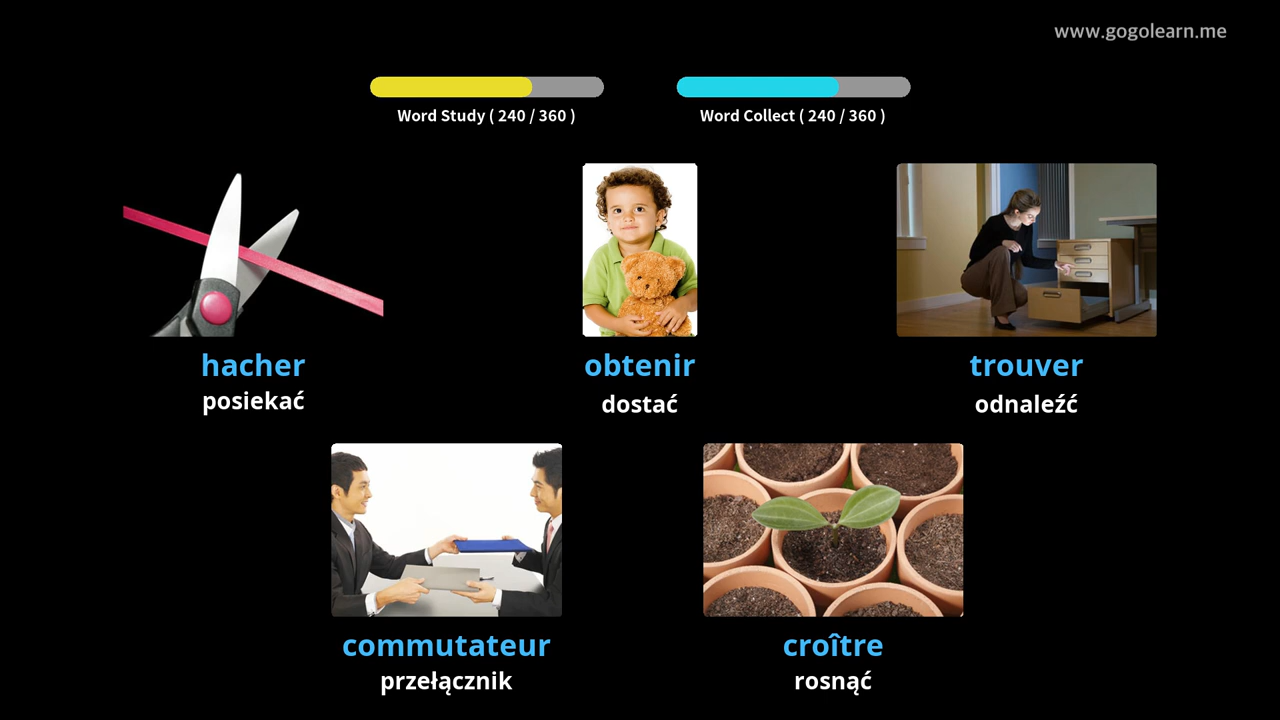 www.gogolearn.me
Word Study ( 240 / 360 )
Word Collect ( 240 / 360 )
hacher
posiekać
obtenir
dostać
trouver
odnaleźć
commutateur
przełącznik
croître
rosnąć